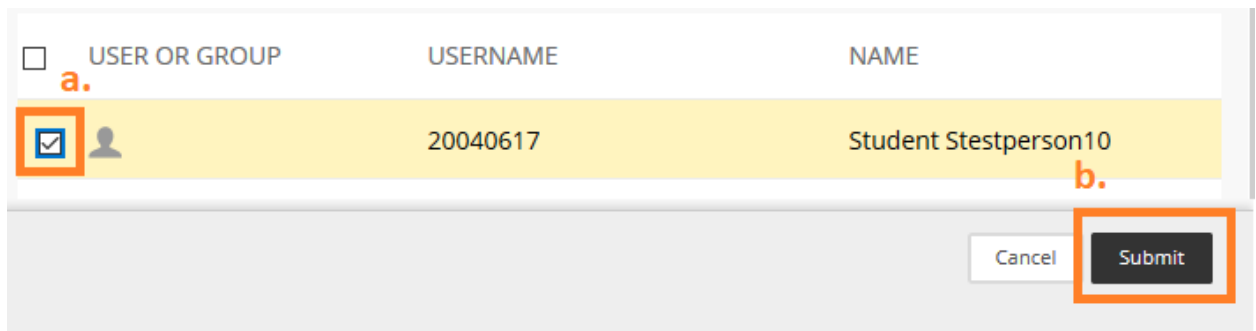 USER OR GROUP USERNAME NAME
a.
20040617 Student Stestperson10
b.
Cancel Submit